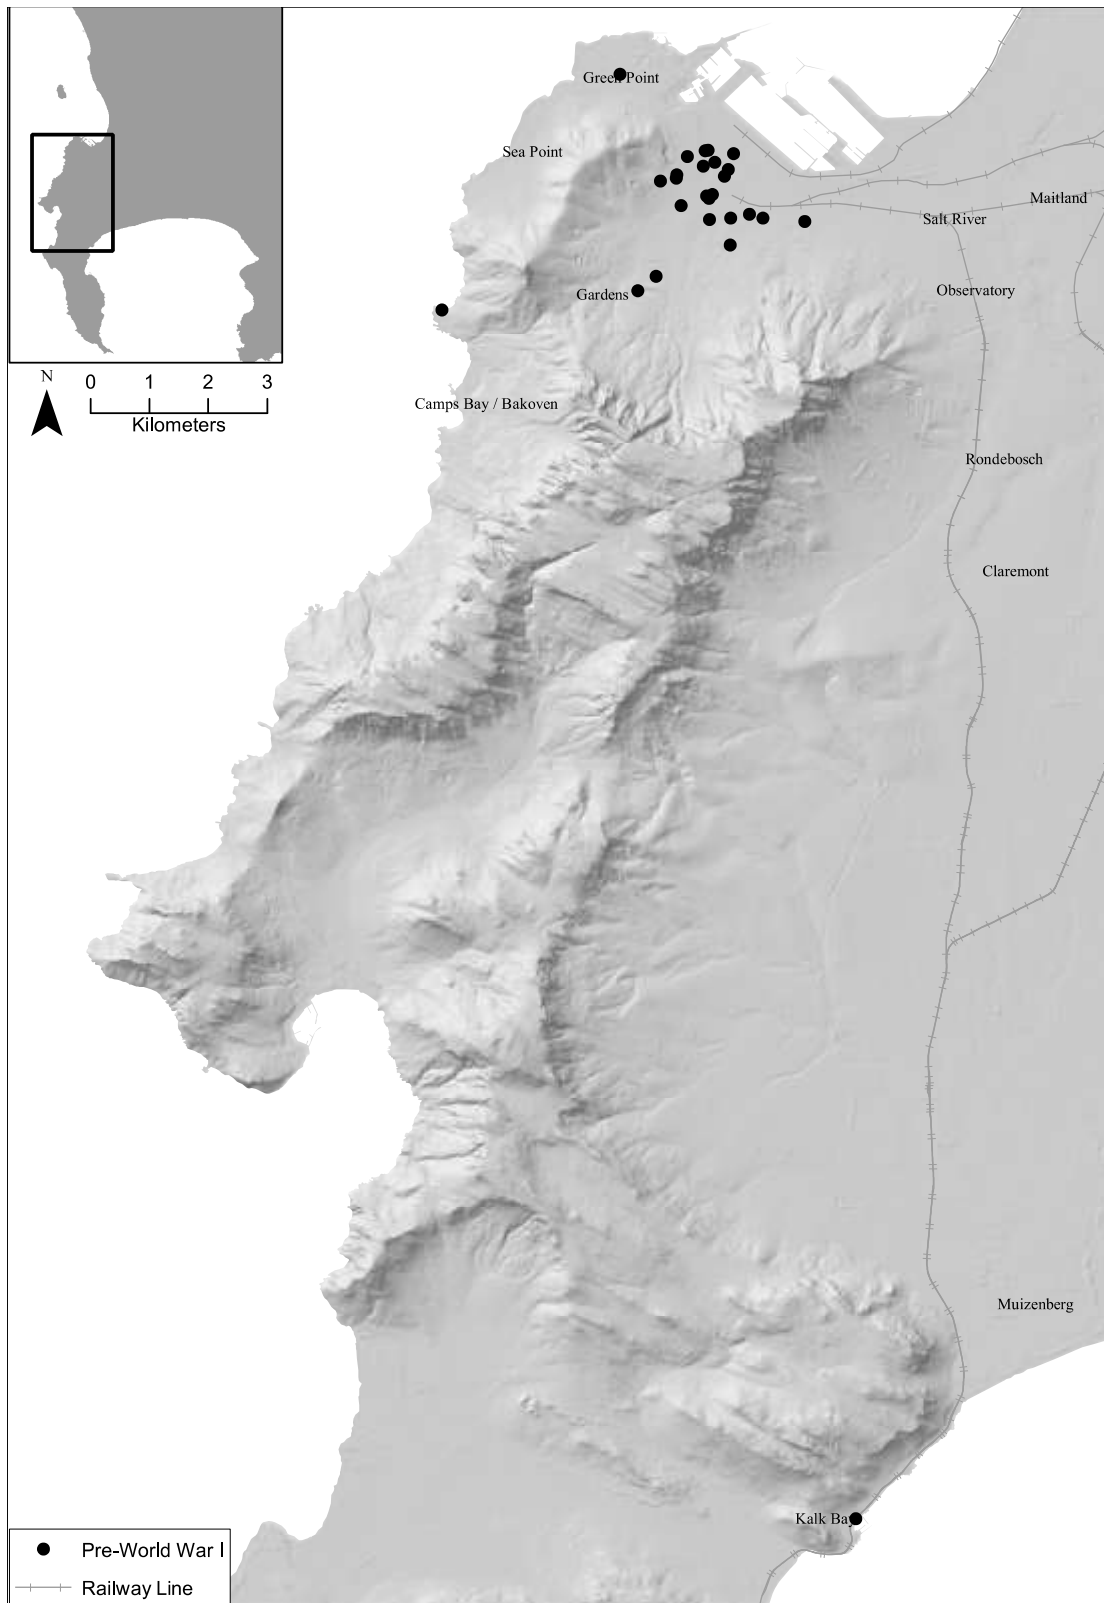 Green Point
Sea Point
Maitland
Salt River
Observatory
Gardens
N
0 1 2 3
Kilometers
Camps Bay / Bakoven
Rondebosch
Claremont
Muizenberg
Kalk Bay
Pre-World War I
Railway Line